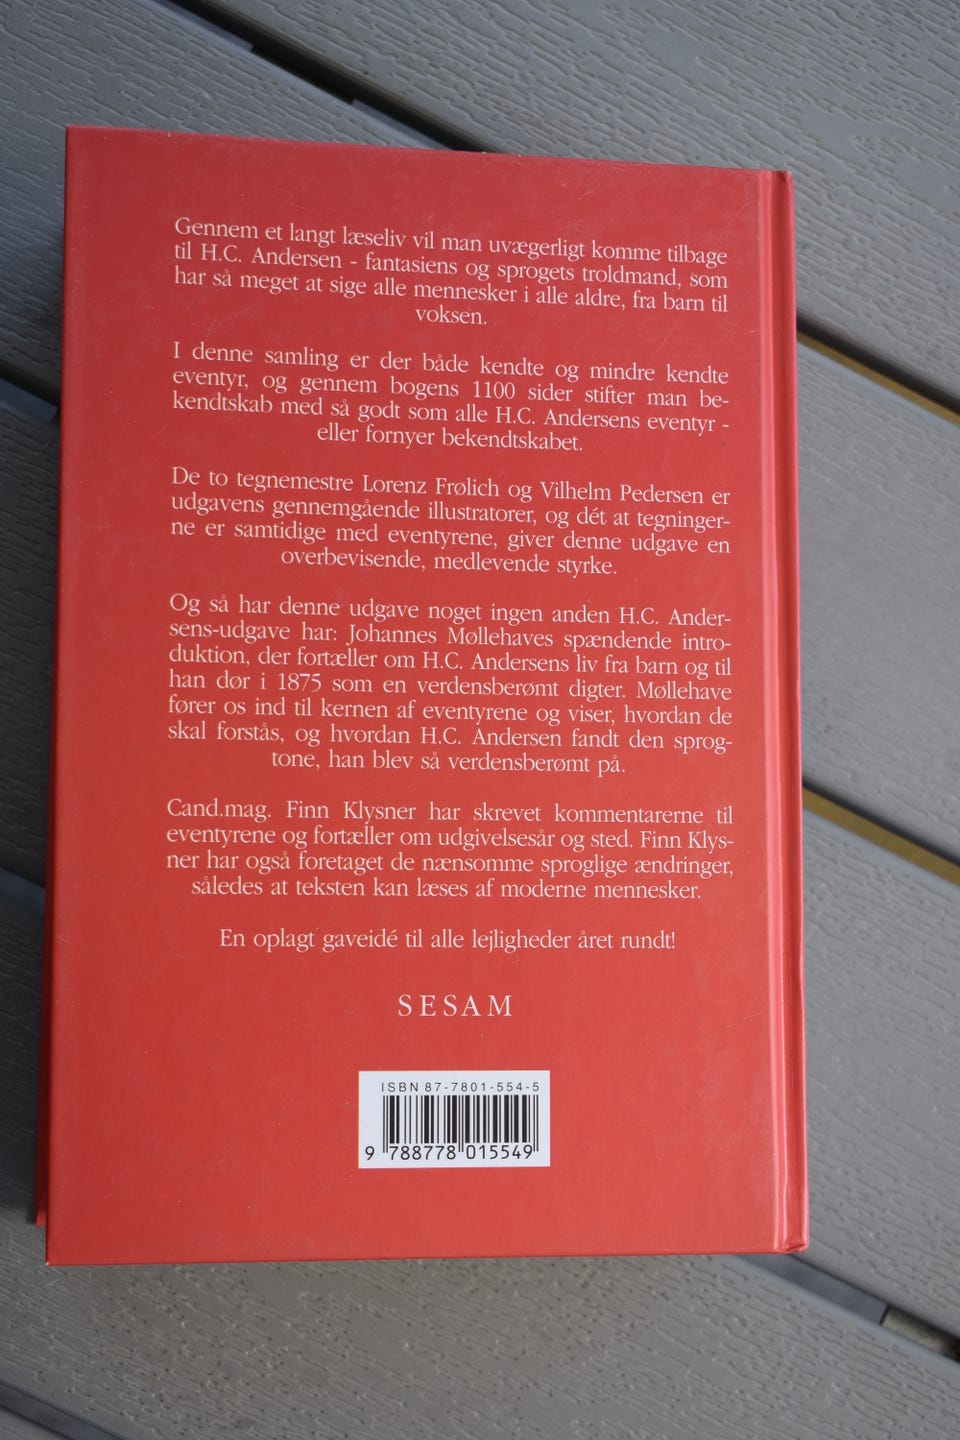 Gennem et langt læseliv vil man uvægerligt komme tilbage
til H.C. Andersen - fantasiens og sprogets troldmand, som
har så meget at sige alle mennesker i alle aldre, fra barn til
voksen.
I denne samling er der både kendte og mindre kendte
eventyr, og gennem bogens 1100 sider stifter man be-
kendtskab med så godt som alle H.C. Andersens eventyr -
eller fornyer bekendtskabet.
De to tegnemestre Lorenz Frølich og Vilhelm Pedersen er
udgavens gennemgående illustratorer, og dét at tegninger-
ne er samtidige med eventyrene, giver denne udgave en
overbevisende, medlevende styrke.
Og så har denne udgave noget ingen anden H.C. Ander-
sens-udgave har: Johannes Møllehaves spændende intro-
duktion, der fortæller om H.C. Andersens liv fra barn og til
han dør i 1875 som en verdensberømt digter. Møllehave
fører os ind til kernen af eventyrene og viser, hvordan de
skal forstås, og hvordan H.C. Andersen fandt den sprog-
tone, han blev så verdensberømt på.
Cand.mag. Finn Klysner har skrevet kommentarerne til
eventyrene og fortæller om udgivelsesår og sted. Finn Klys-
ner har også foretaget de nænsomme sproglige ændringer,
således at teksten kan læses af moderne mennesker.
En oplagt gaveidé til alle lejligheder året rundt!
SESAM
ISBN 87-7801-554-5
9 788778 015549